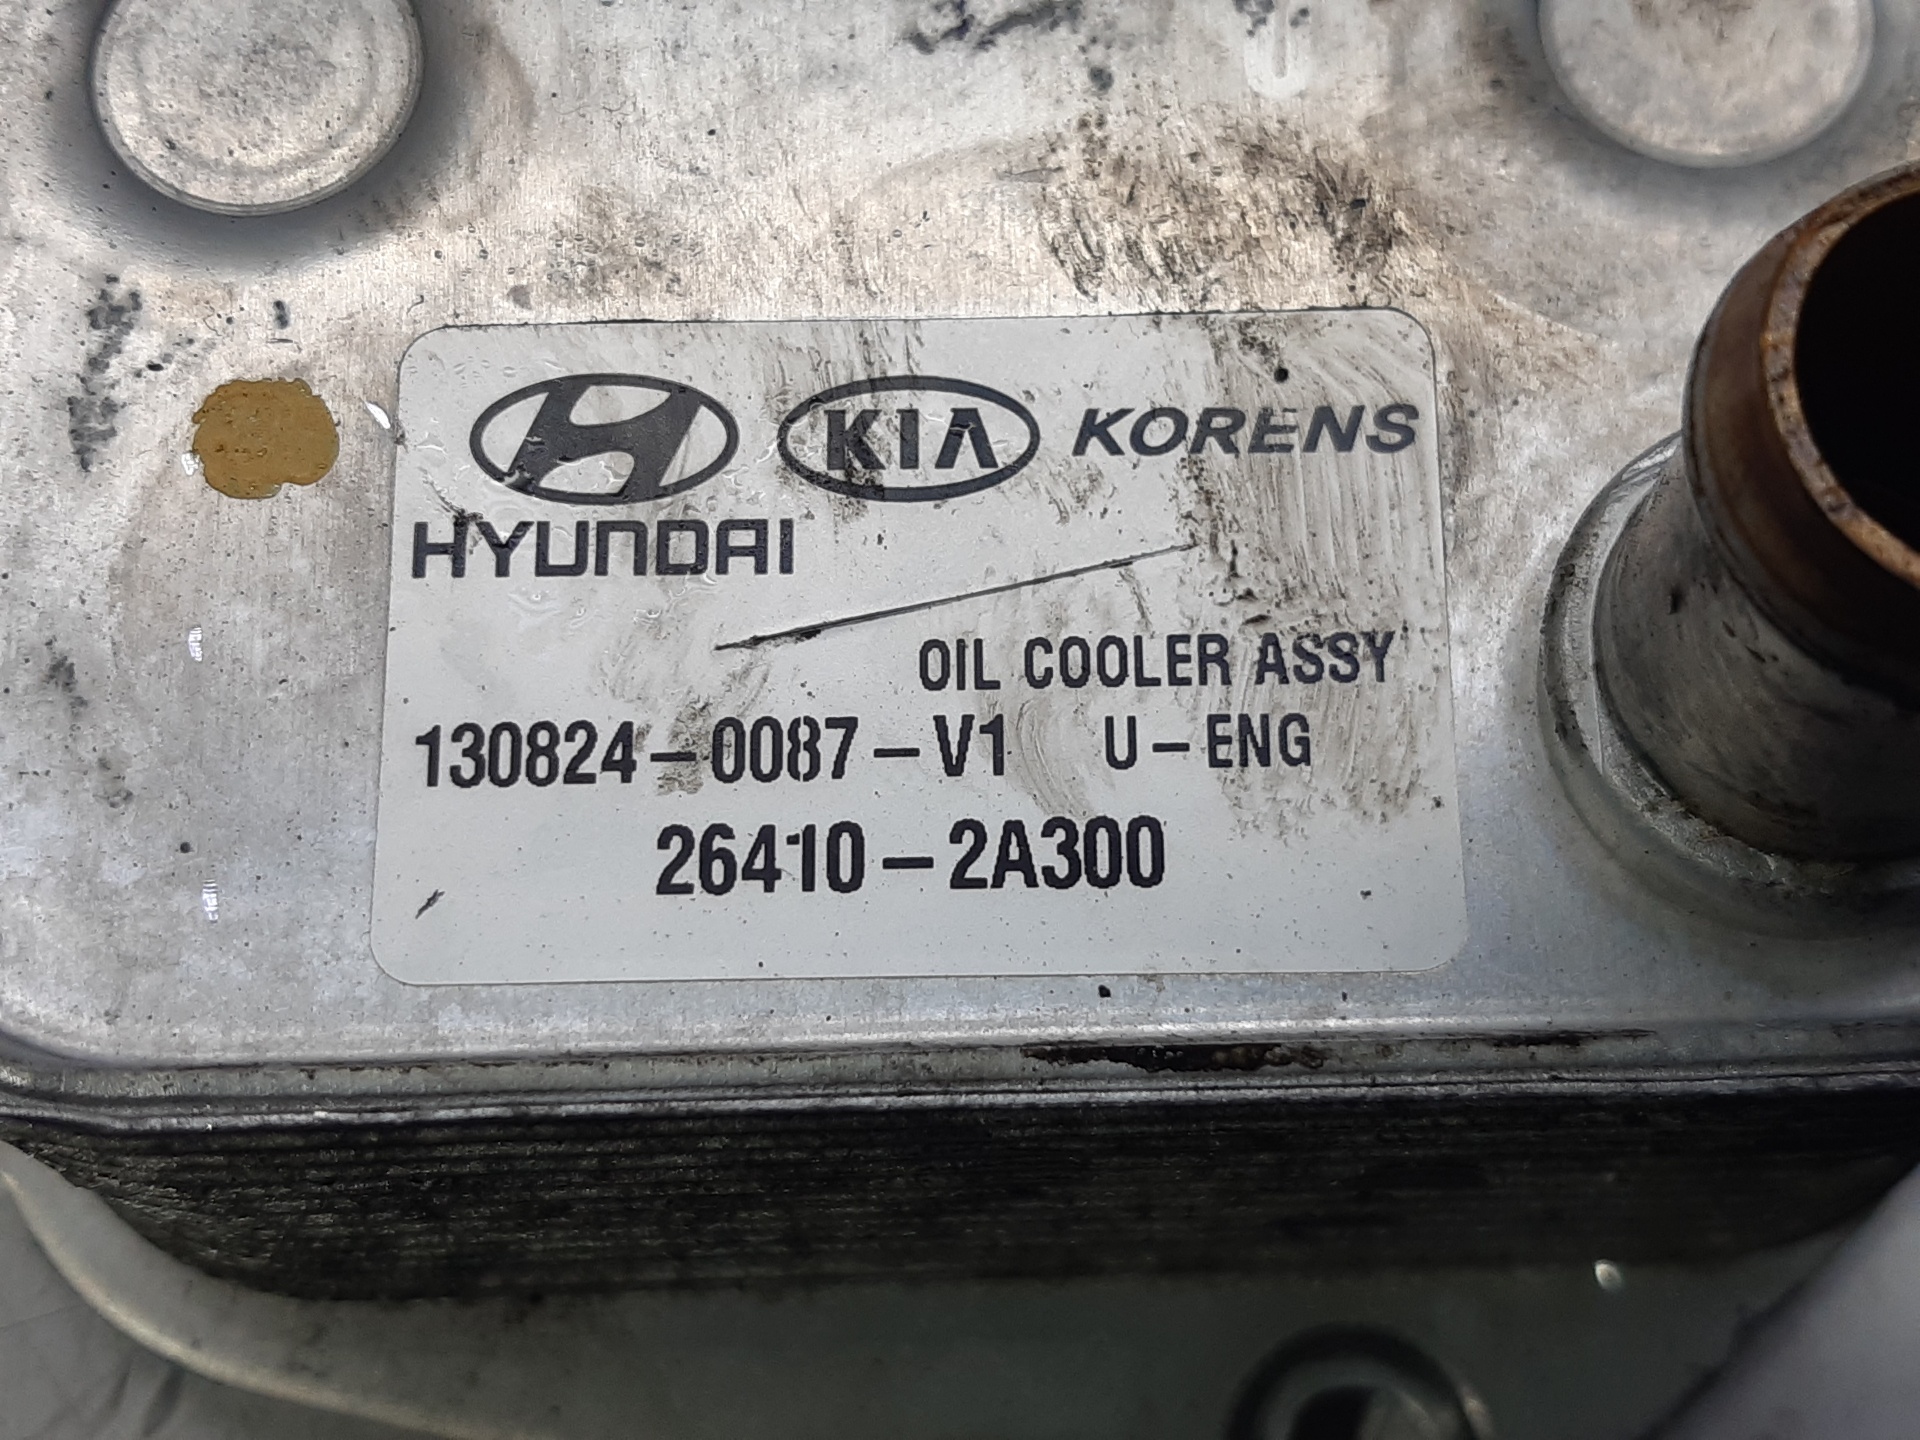 KIA KORENS
HYUNDAI
OIL COOLER ASSY
130824-0087-V1 U-ENG
26410-2A300